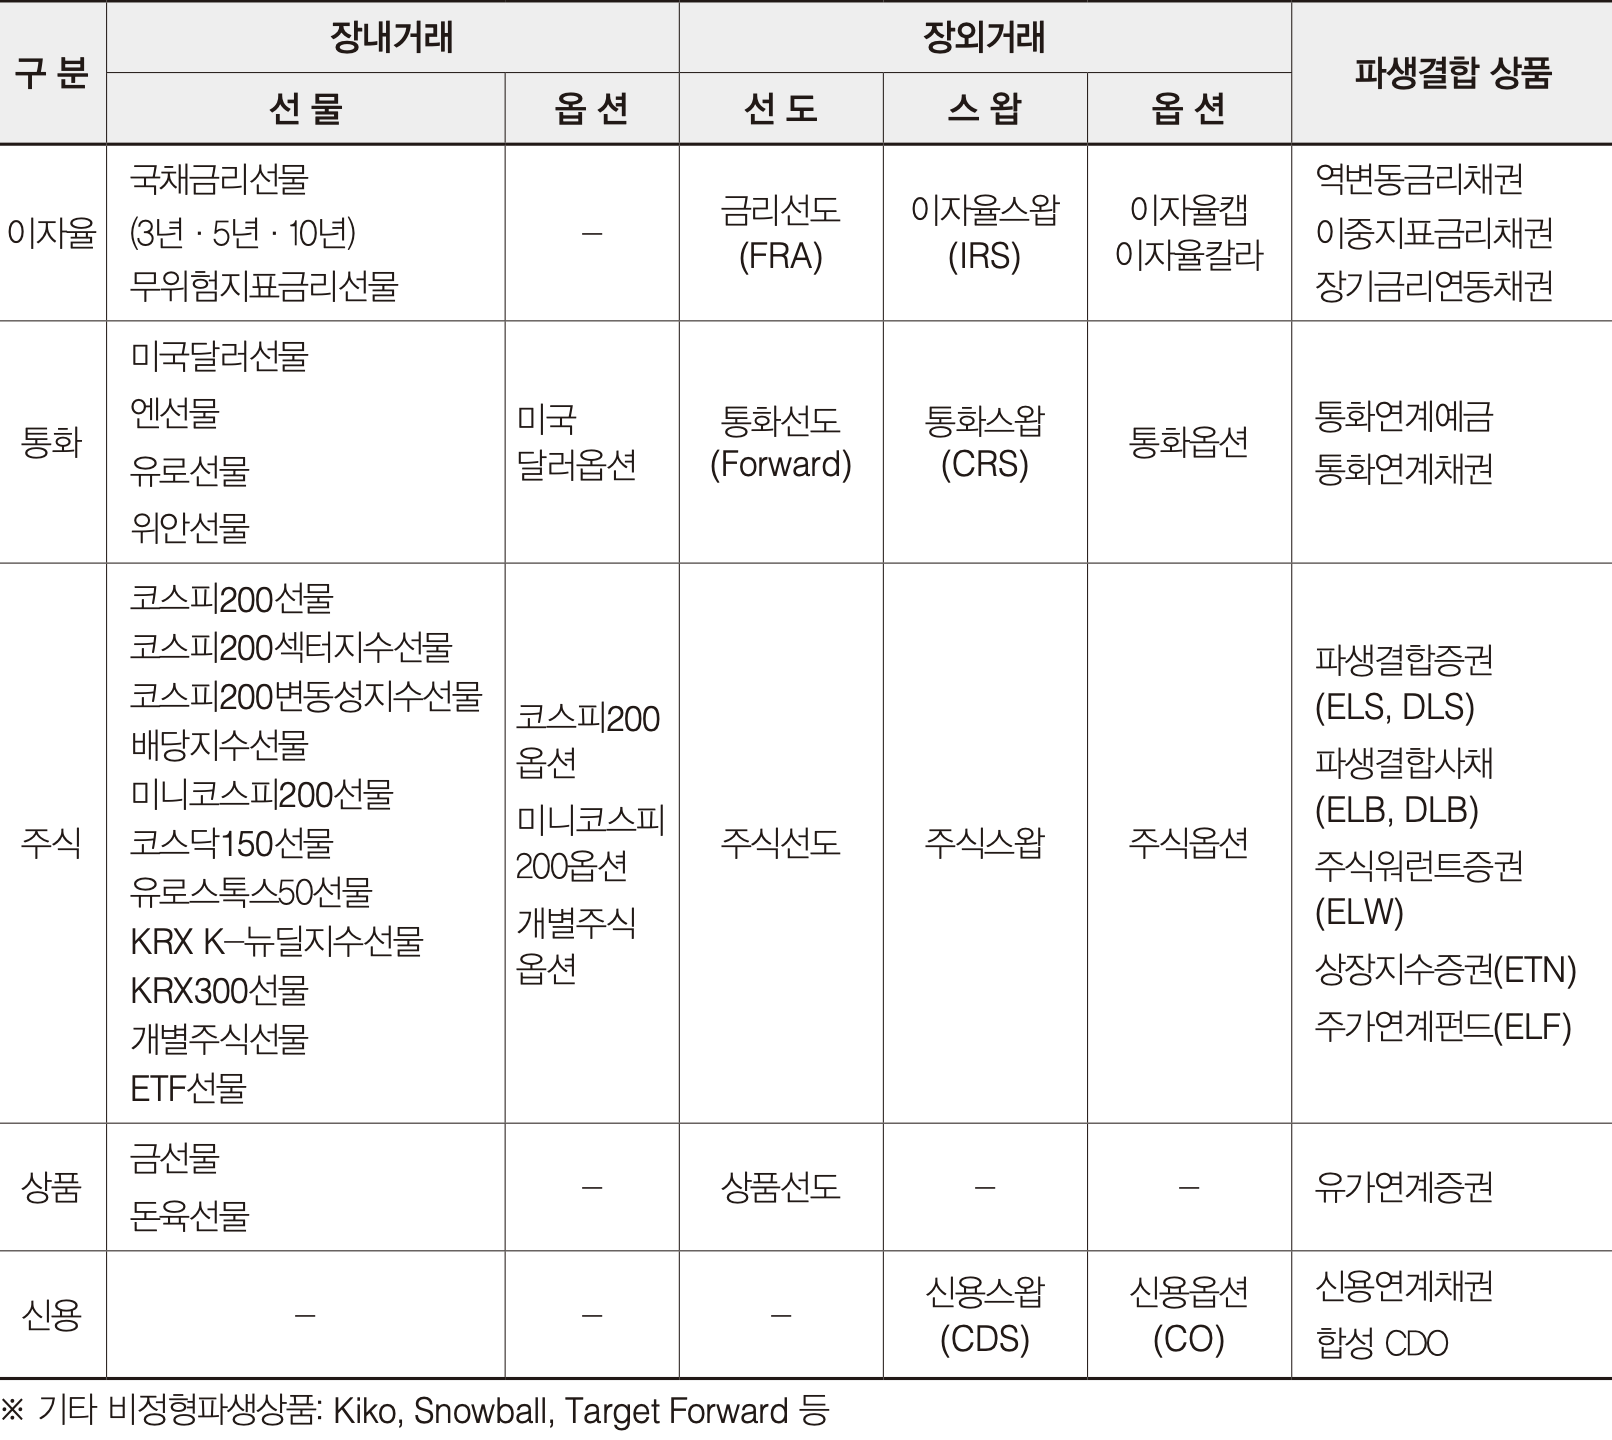 구 분
장내거래
장외거래
파생결합 상품
선 물
옵 션
선 도
스 왑
옵 션
이자율
국채금리선물
(3년 · 5년 · 10년)
무위험지표금리선물
–
금리선도
(FRA)
이자율스왑
(IRS)
이자율캡
이자율칼라
역변동금리채권
이중지표금리채권
장기금리연동채권
통화
미국달러선물
엔선물
유로선물
위안선물
미국
달러옵션
통화선도
(Forward)
통화스왑
(CRS)
통화옵션
통화연계예금
통화연계채권
주식
코스피200선물
코스피200섹터지수선물
코스피200변동성지수선물
배당지수선물
미니코스피200선물
코스닥150선물
유로스톡스50선물
KRX K–뉴딜지수선물
KRX300선물
개별주식선물
ETF선물
코스피200
옵션
미니코스피
200옵션
개별주식
옵션
주식선도
주식스왑
주식옵션
파생결합증권
(ELS, DLS)
파생결합사채
(ELB, DLB)
주식워런트증권
(ELW)
상장지수증권(ETN)
주가연계펀드(ELF)
상품
금선물
돈육선물
–
상품선도
–
–
유가연계증권
신용
–
–
–
신용스왑
(CDS)
신용옵션
(CO)
신용연계채권
합성 CDO
※ 기타 비정형파생상품: Kiko, Snowball, Target Forward 등